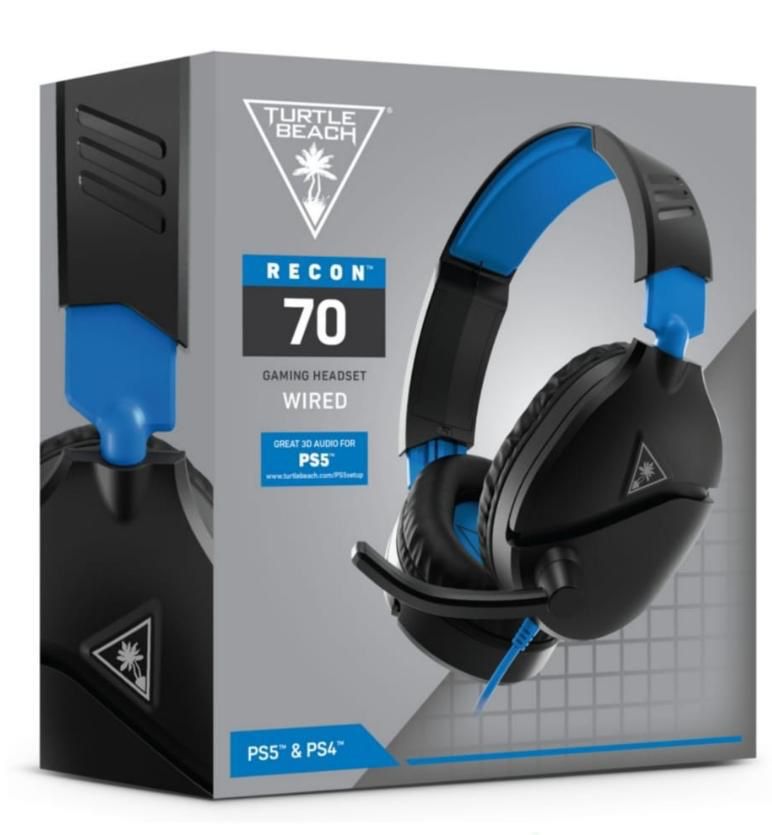 TURTLE
BEACH®
RECON™
70
GAMING HEADSET
WIRED
GREAT 3D AUDIO FOR
PS5™
www.turtlebeach.com/PS5setup
PS5™ & PS4™